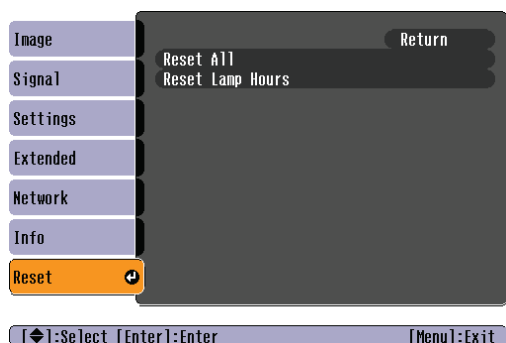 Image
Signal
Settings
Extended
Network
Info
Reset
Return
Reset All
Reset Lamp Hours
[◆]:Select [Enter]:Enter
[Menu]:Exit